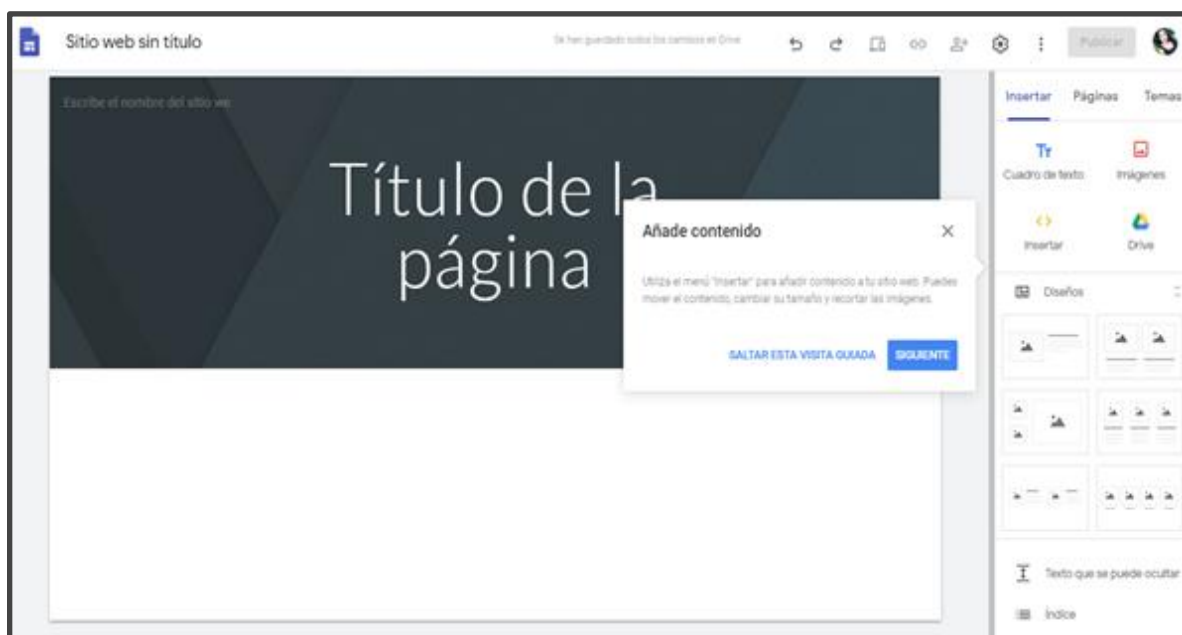 Sitio web sin título
Se han guardado todos los cambios en Drive
Publicar
Escribe el nombre del sitio we
Título de la
página
Añade contenido
Utiliza el menú "Insertar" para añadir contenido a tu sitio web. Puedes
mover el contenido, cambiar su tamaño y recortar las imágenes.
SALTAR ESTA VISITA GUIADA
SIGUIENTE
Insertar Páginas Temas
Tr
Cuadro de texto Imágenes
Insertar Drive
Diseños
Texto que se puede ocultar
Índice